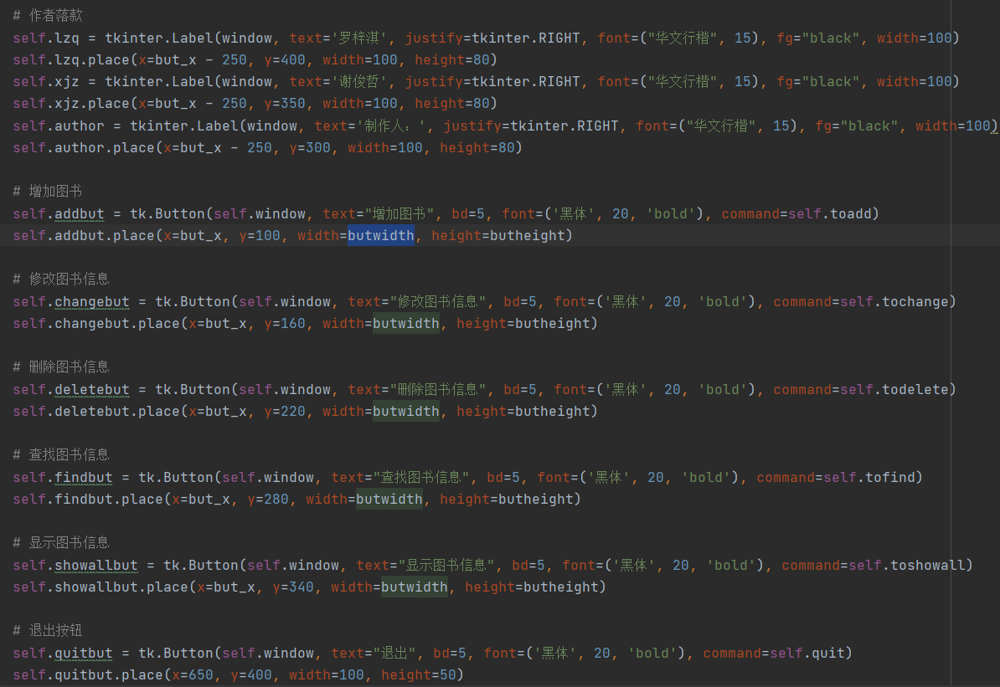 # 作者落款
self.lzq = tkinter.Label(window, text='罗梓淇', justify=tkinter.RIGHT, font=("华文行楷", 15), fg="black", width=100)
self.lzq.place(x=but_x - 250, y=400, width=100, height=80)
self.xjz = tkinter.Label(window, text='谢俊哲', justify=tkinter.RIGHT, font=("华文行楷", 15), fg="black", width=100)
self.xjz.place(x=but_x - 250, y=350, width=100, height=80)
self.author = tkinter.Label(window, text='制作人：', justify=tkinter.RIGHT, font=("华文行楷", 15), fg="black", width=100)
self.author.place(x=but_x - 250, y=300, width=100, height=80)
# 增加图书
self.addbut = tk.Button(self.window, text="增加图书", bd=5, font=('黑体', 20, 'bold'), command=self.toadd)
self.addbut.place(x=but_x, y=100, width=butwidth, height=butheight)
# 修改图书信息
self.changebut = tk.Button(self.window, text="修改图书信息", bd=5, font=('黑体', 20, 'bold'), command=self.tochange)
self.changebut.place(x=but_x, y=160, width=butwidth, height=butheight)
# 删除图书信息
self.deletebut = tk.Button(self.window, text="删除图书信息", bd=5, font=('黑体', 20, 'bold'), command=self.todelete)
self.deletebut.place(x=but_x, y=220, width=butwidth, height=butheight)
# 查找图书信息
self.findbut = tk.Button(self.window, text="查找图书信息", bd=5, font=('黑体', 20, 'bold'), command=self.tofind)
self.findbut.place(x=but_x, y=280, width=butwidth, height=butheight)
# 显示图书信息
self.showallbut = tk.Button(self.window, text="显示图书信息", bd=5, font=('黑体', 20, 'bold'), command=self.toshowall)
self.showallbut.place(x=but_x, y=340, width=butwidth, height=butheight)
# 退出按钮
self.quitbut = tk.Button(self.window, text="退出", bd=5, font=('黑体', 20, 'bold'), command=self.quit)
self.quitbut.place(x=650, y=400, width=100, height=50)